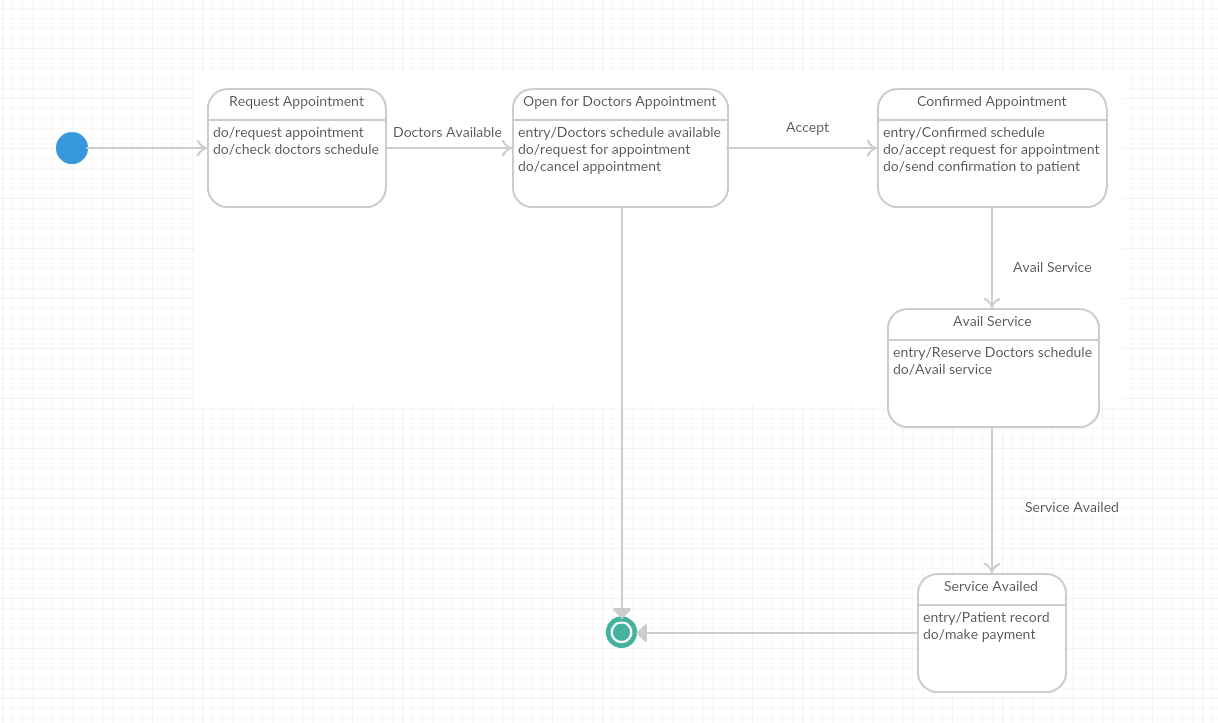 Request Appointment
do/request appointment
do/check doctors schedule
Doctors Available
Open for Doctors Appointment
entry/Doctors schedule available
do/request for appointment
do/cancel appointment
Accept
Confirmed Appointment
entry/Confirmed schedule
do/accept request for appointment
do/send confirmation to patient
Avail Service
Avail Service
entry/Reserve Doctors schedule
do/Avail service
Service Availed
Service Availed
entry/Patient record
do/make payment